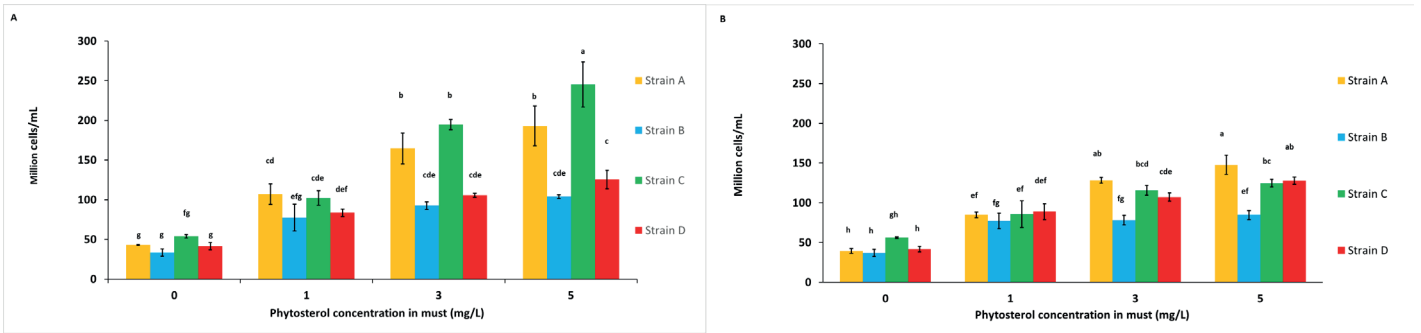 A
300
250
200
150
100
50
0
Million cells/mL
g
g
fg
g
cd
efg
cde
def
b
cde
b
cde
b
cde
a
c
0
1
3
5
Phytosterol concentration in must (mg/L)
Strain A
Strain B
Strain C
Strain D
B
300
250
200
150
100
50
0
Million cells/mL
h
h
gh
h
ef
fg
ef
def
ab
fg
bcd
cde
a
ef
bc
ab
0
1
3
5
Phytosterol concentration in must (mg/L)
Strain A
Strain B
Strain C
Strain D